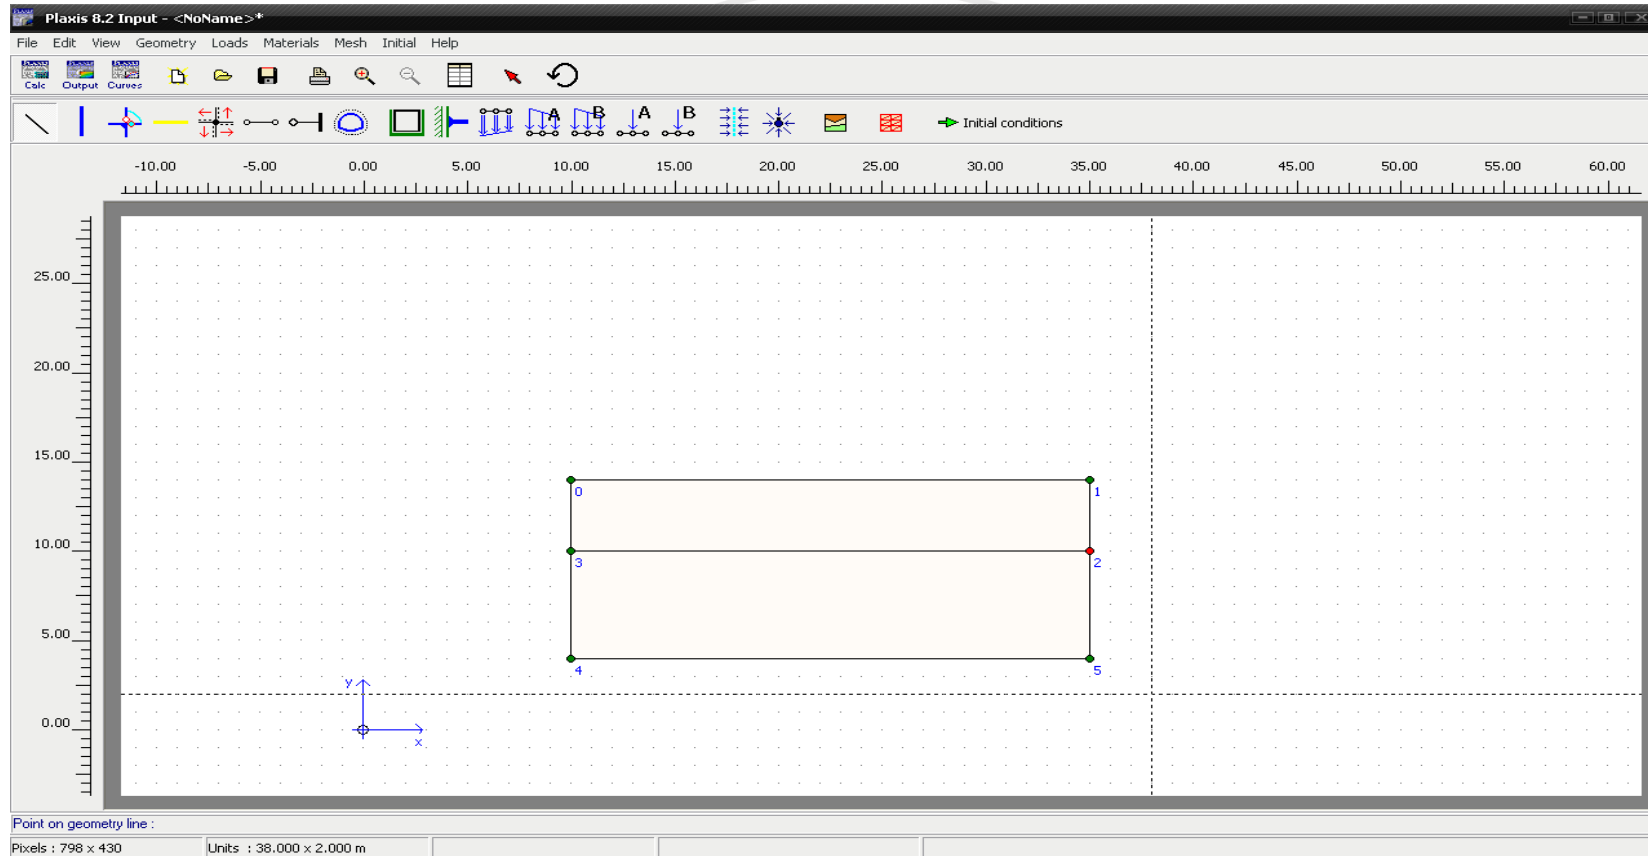 Plaxis 8.2 Input - <NoName>*
File Edit View Geometry Loads Materials Mesh Initial Help
Calc Output Curves
A B A B Initial conditions
-10.00 -5.00 0.00 5.00 10.00 15.00 20.00 25.00 30.00 35.00 40.00 45.00 50.00 55.00 60.00
25.00
20.00
15.00
0 1
10.00
3 2
5.00
4 5
y
0.00
x
Point on geometry line :
Pixels : 798 x 430 Units : 38.000 x 2.000 m